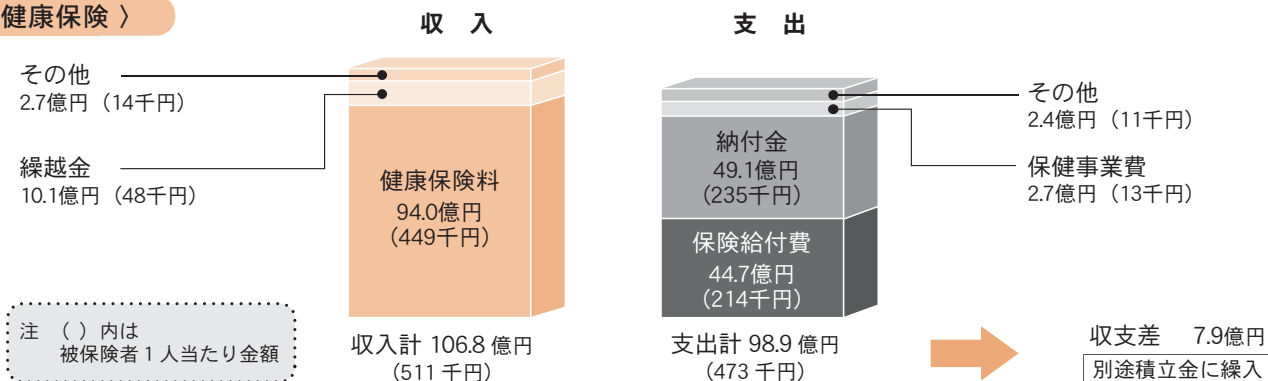 健康保険 〉
収 入
支 出
その他
2.7億円（14千円）
繰越金
10.1億円（48千円）
健康保険料
94.0億円
（449千円）
納付金
49.1億円
（235千円）
保険給付費
44.7億円
（214千円）
その他
2.4億円（11千円）
保健事業費
2.7億円（13千円）
注 （ ）内は
被保険者１人当たり金額
収入計 106.8 億円
（511 千円）
支出計 98.9 億円
（473 千円）
収支差 7.9億円
別途積立金に繰入